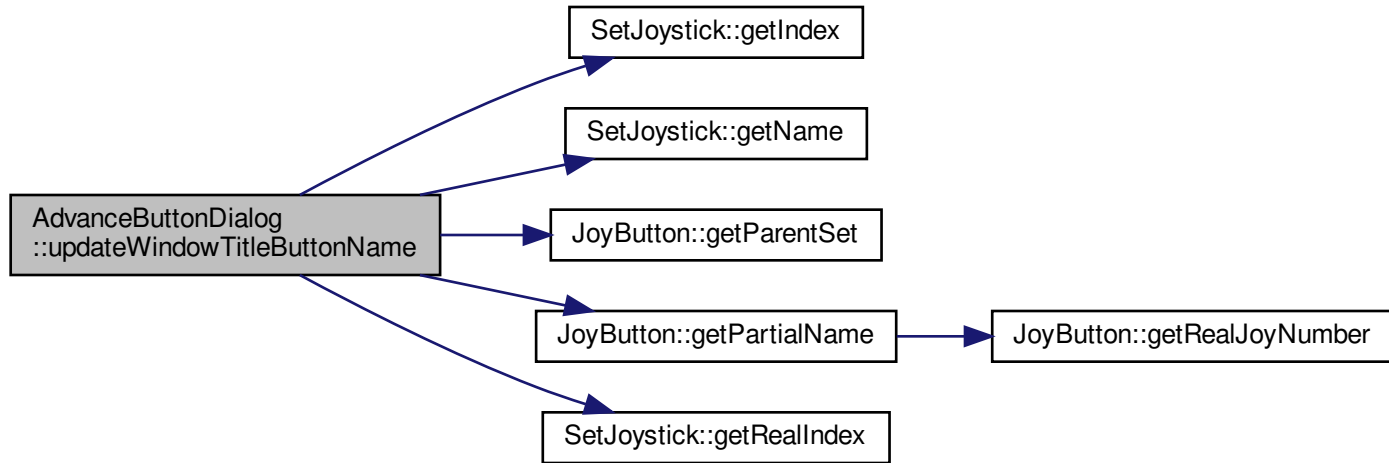 SetJoystick::getIndex
SetJoystick::getName
AdvanceButtonDialog
::updateWindowTitleButtonName
JoyButton::getParentSet
JoyButton::getPartialName
JoyButton::getRealJoyNumber
SetJoystick::getRealIndex